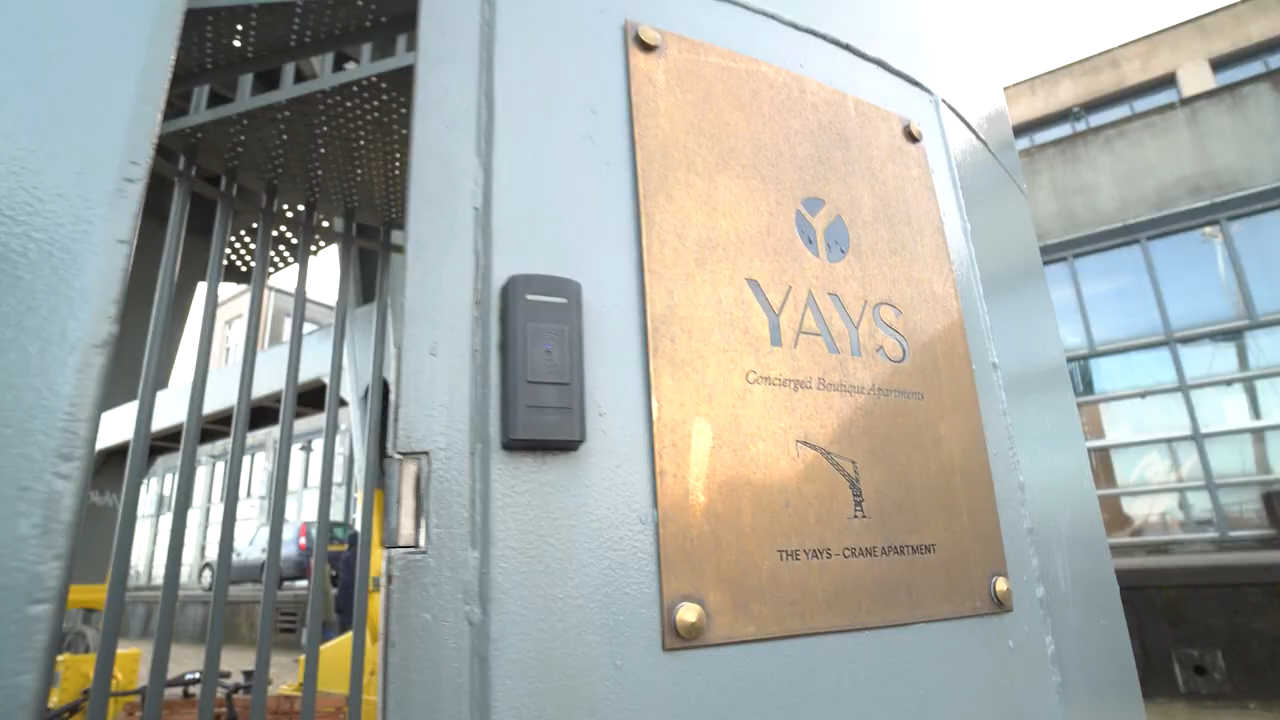 YAYS
Concierged Boutique Apartments
THE YAYS – CRANE APARTMENT